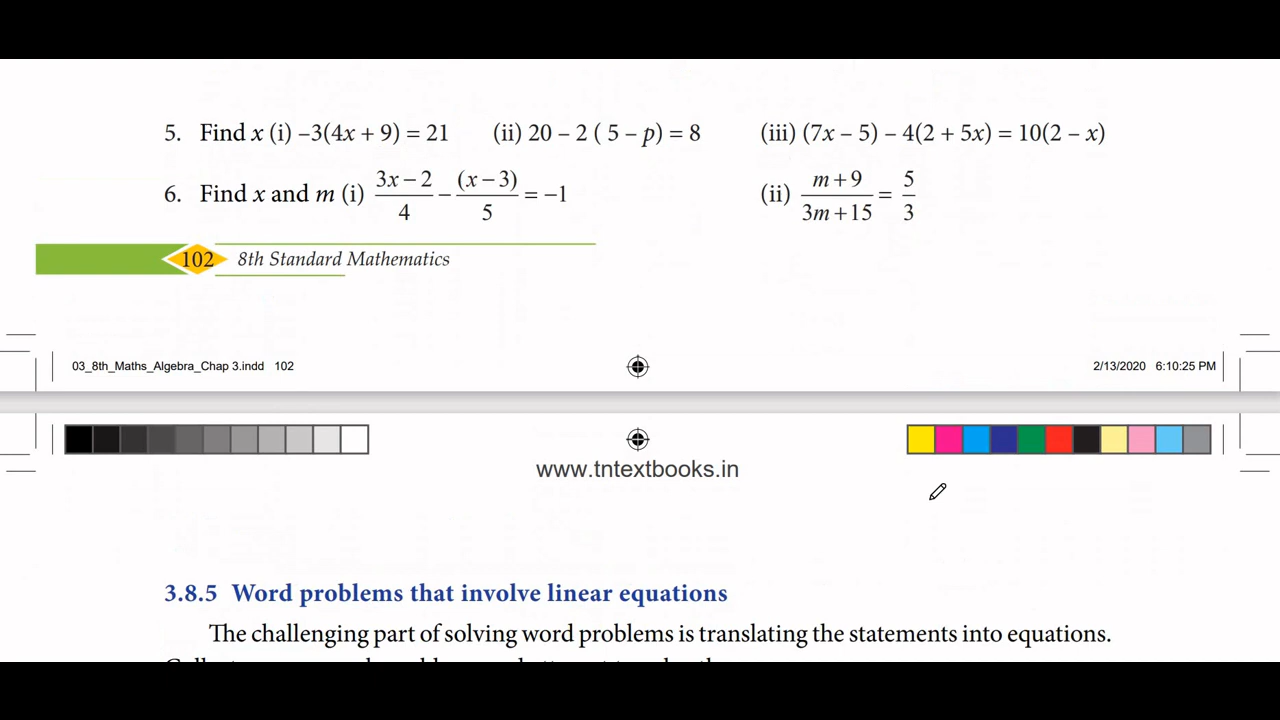 5. Find x (i) –3(4x + 9) = 21 (ii) 20 – 2 ( 5 – p) = 8 (iii) (7x – 5) – 4(2 + 5x) = 10(2 – x)
6. Find x and m (i) (3x − 2)/4 − (x − 3)/5 = −1 (ii) (m + 9)/(3m + 15) = 5/3
102 8th Standard Mathematics
03_8th_Maths_Algebra_Chap 3.indd 102 2/13/2020 6:10:25 PM
www.tntextbooks.in
3.8.5 Word problems that involve linear equations
The challenging part of solving word problems is translating the statements into equations.